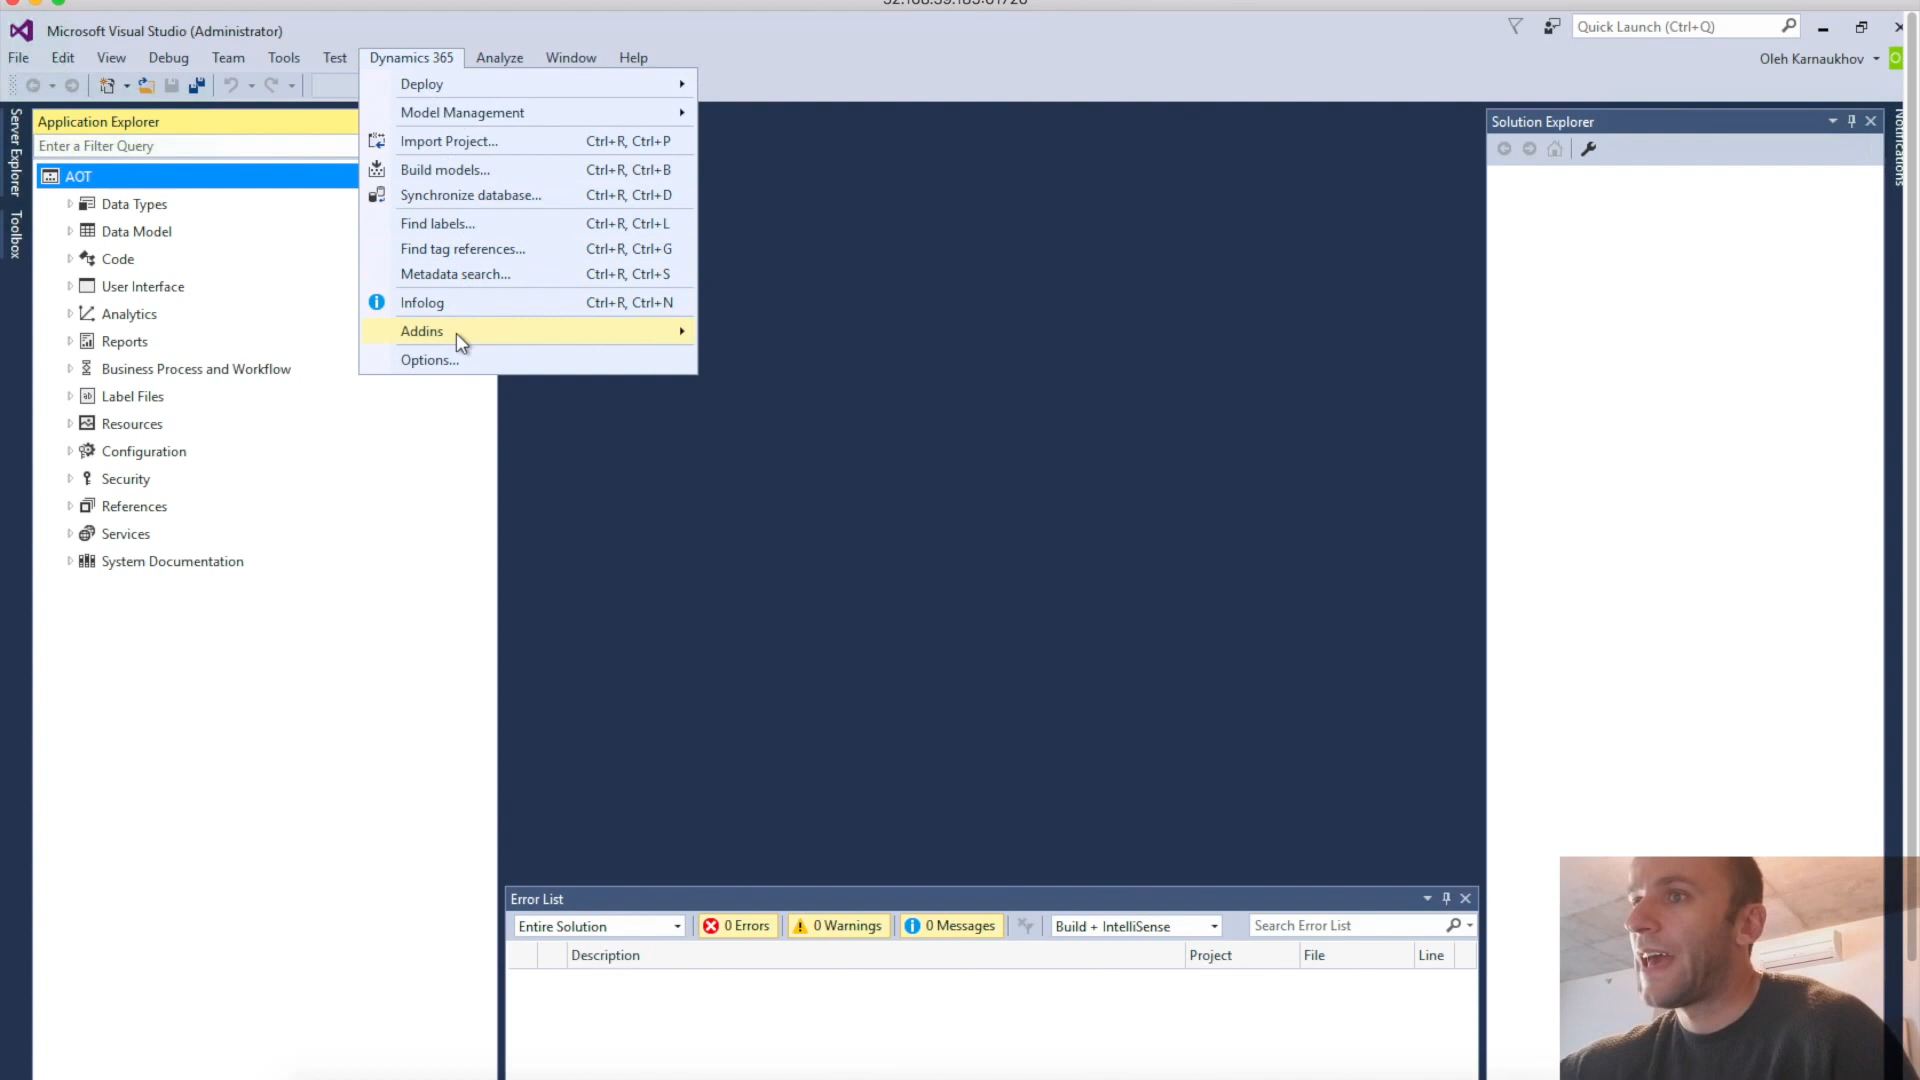 Microsoft Visual Studio (Administrator)
Quick Launch (Ctrl+Q)
File Edit View Debug Team Tools Test Dynamics 365 Analyze Window Help
Oleh Karnaukhov
O
Server Explorer
Toolbox
Application Explorer
Enter a Filter Query
AOT
Data Types
Data Model
Code
User Interface
Analytics
Reports
Business Process and Workflow
Label Files
Resources
Configuration
Security
References
Services
System Documentation
Deploy
Model Management
Import Project... Ctrl+R, Ctrl+P
Build models... Ctrl+R, Ctrl+B
Synchronize database... Ctrl+R, Ctrl+D
Find labels... Ctrl+R, Ctrl+L
Find tag references... Ctrl+R, Ctrl+G
Metadata search... Ctrl+R, Ctrl+S
Infolog Ctrl+R, Ctrl+N
Addins
Options...
Solution Explorer
Notifications
Error List
Entire Solution 0 Errors 0 Warnings 0 Messages Build + IntelliSense Search Error List
Description Project File Line